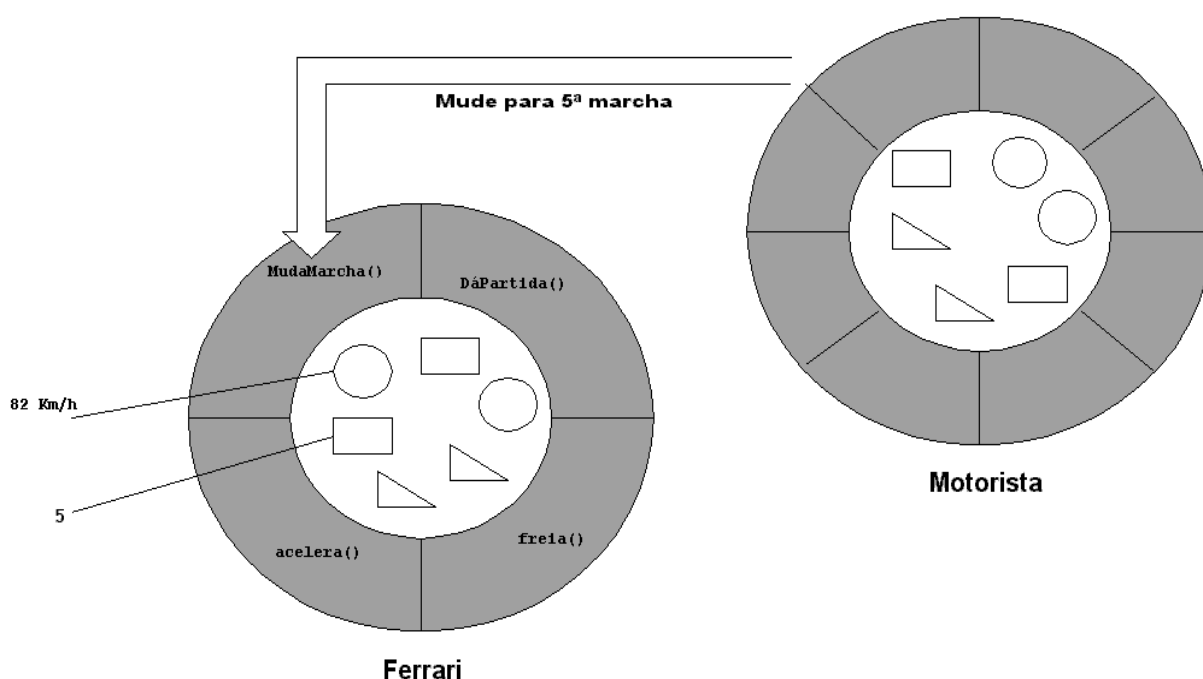 Mude para 5ª marcha
MudaMarcha()
DáPartida()
82 Km/h
5
acelera()
freia()
Motorista
Ferrari